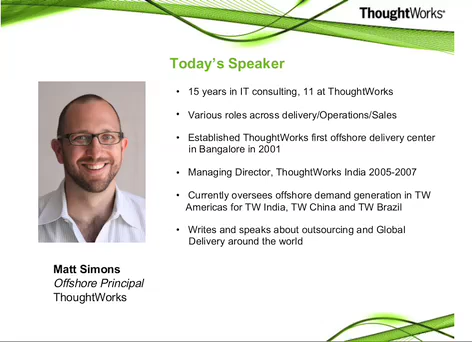 ThoughtWorks®
Today's Speaker
• 15 years in IT consulting, 11 at ThoughtWorks
• Various roles across delivery/Operations/Sales
• Established ThoughtWorks first offshore delivery center
in Bangalore in 2001
• Managing Director, ThoughtWorks India 2005-2007
• Currently oversees offshore demand generation in TW
Americas for TW India, TW China and TW Brazil
• Writes and speaks about outsourcing and Global
Delivery around the world
Matt Simons
Offshore Principal
ThoughtWorks